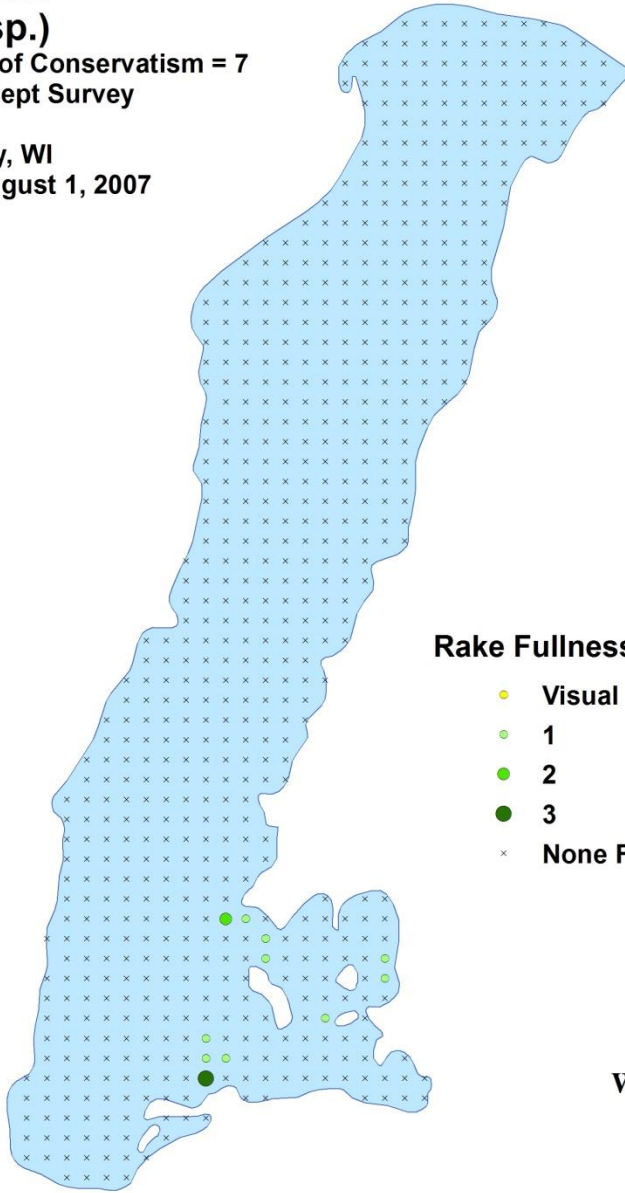 sp.)
of Conservatism = 7
ept Survey
y, WI
gust 1, 2007
Rake Fullness
Visual
1
2
3
None F